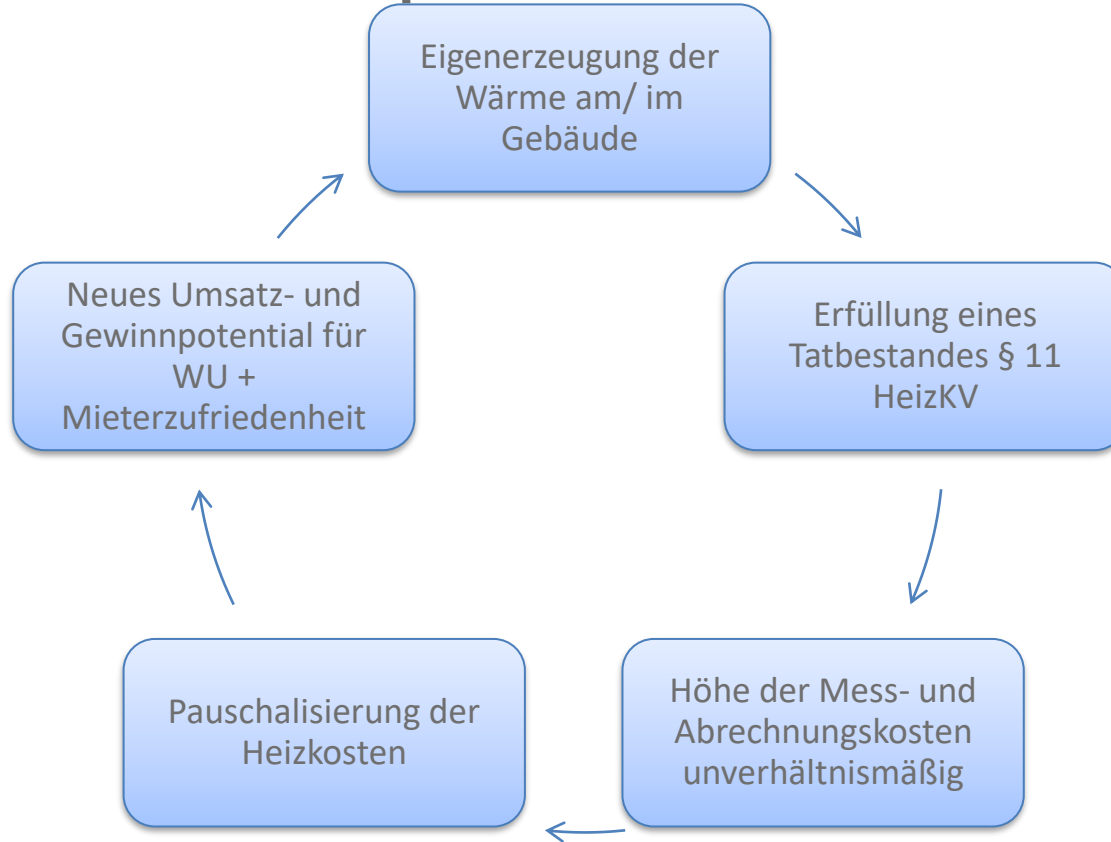 Eigenerzeugung der
Wärme am/ im
Gebäude
Erfüllung eines
Tatbestandes § 11
HeizKV
Höhe der Mess- und
Abrechnungskosten
unverhältnismäßig
Pauschalisierung der
Heizkosten
Neues Umsatz- und
Gewinnpotential für
WU +
Mieterzufriedenheit